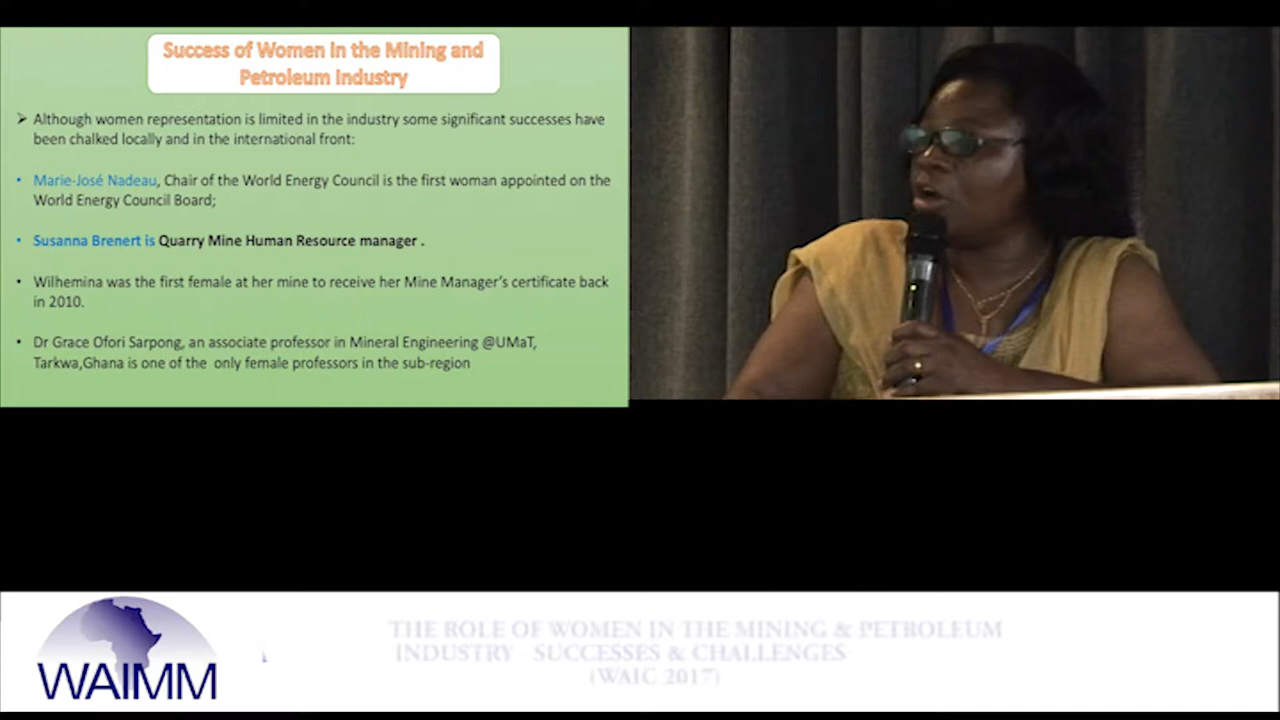 Success of Women in the Mining and
Petroleum Industry
➤ Although women representation is limited in the industry some significant successes have
been chalked locally and in the international front:
• Marie-José Nadeau, Chair of the World Energy Council is the first woman appointed on the
World Energy Council Board;
• Susanna Brenert is Quarry Mine Human Resource manager .
• Wilhemina was the first female at her mine to receive her Mine Manager's certificate back
in 2010.
• Dr Grace Ofori Sarpong, an associate professor in Mineral Engineering @UMaT,
Tarkwa,Ghana is one of the only female professors in the sub-region
WAIMM
THE ROLE OF WOMEN IN THE MINING & PETROLEUM
INDUSTRY SUCCESSES & CHALLENGES
(WAIC 2017)